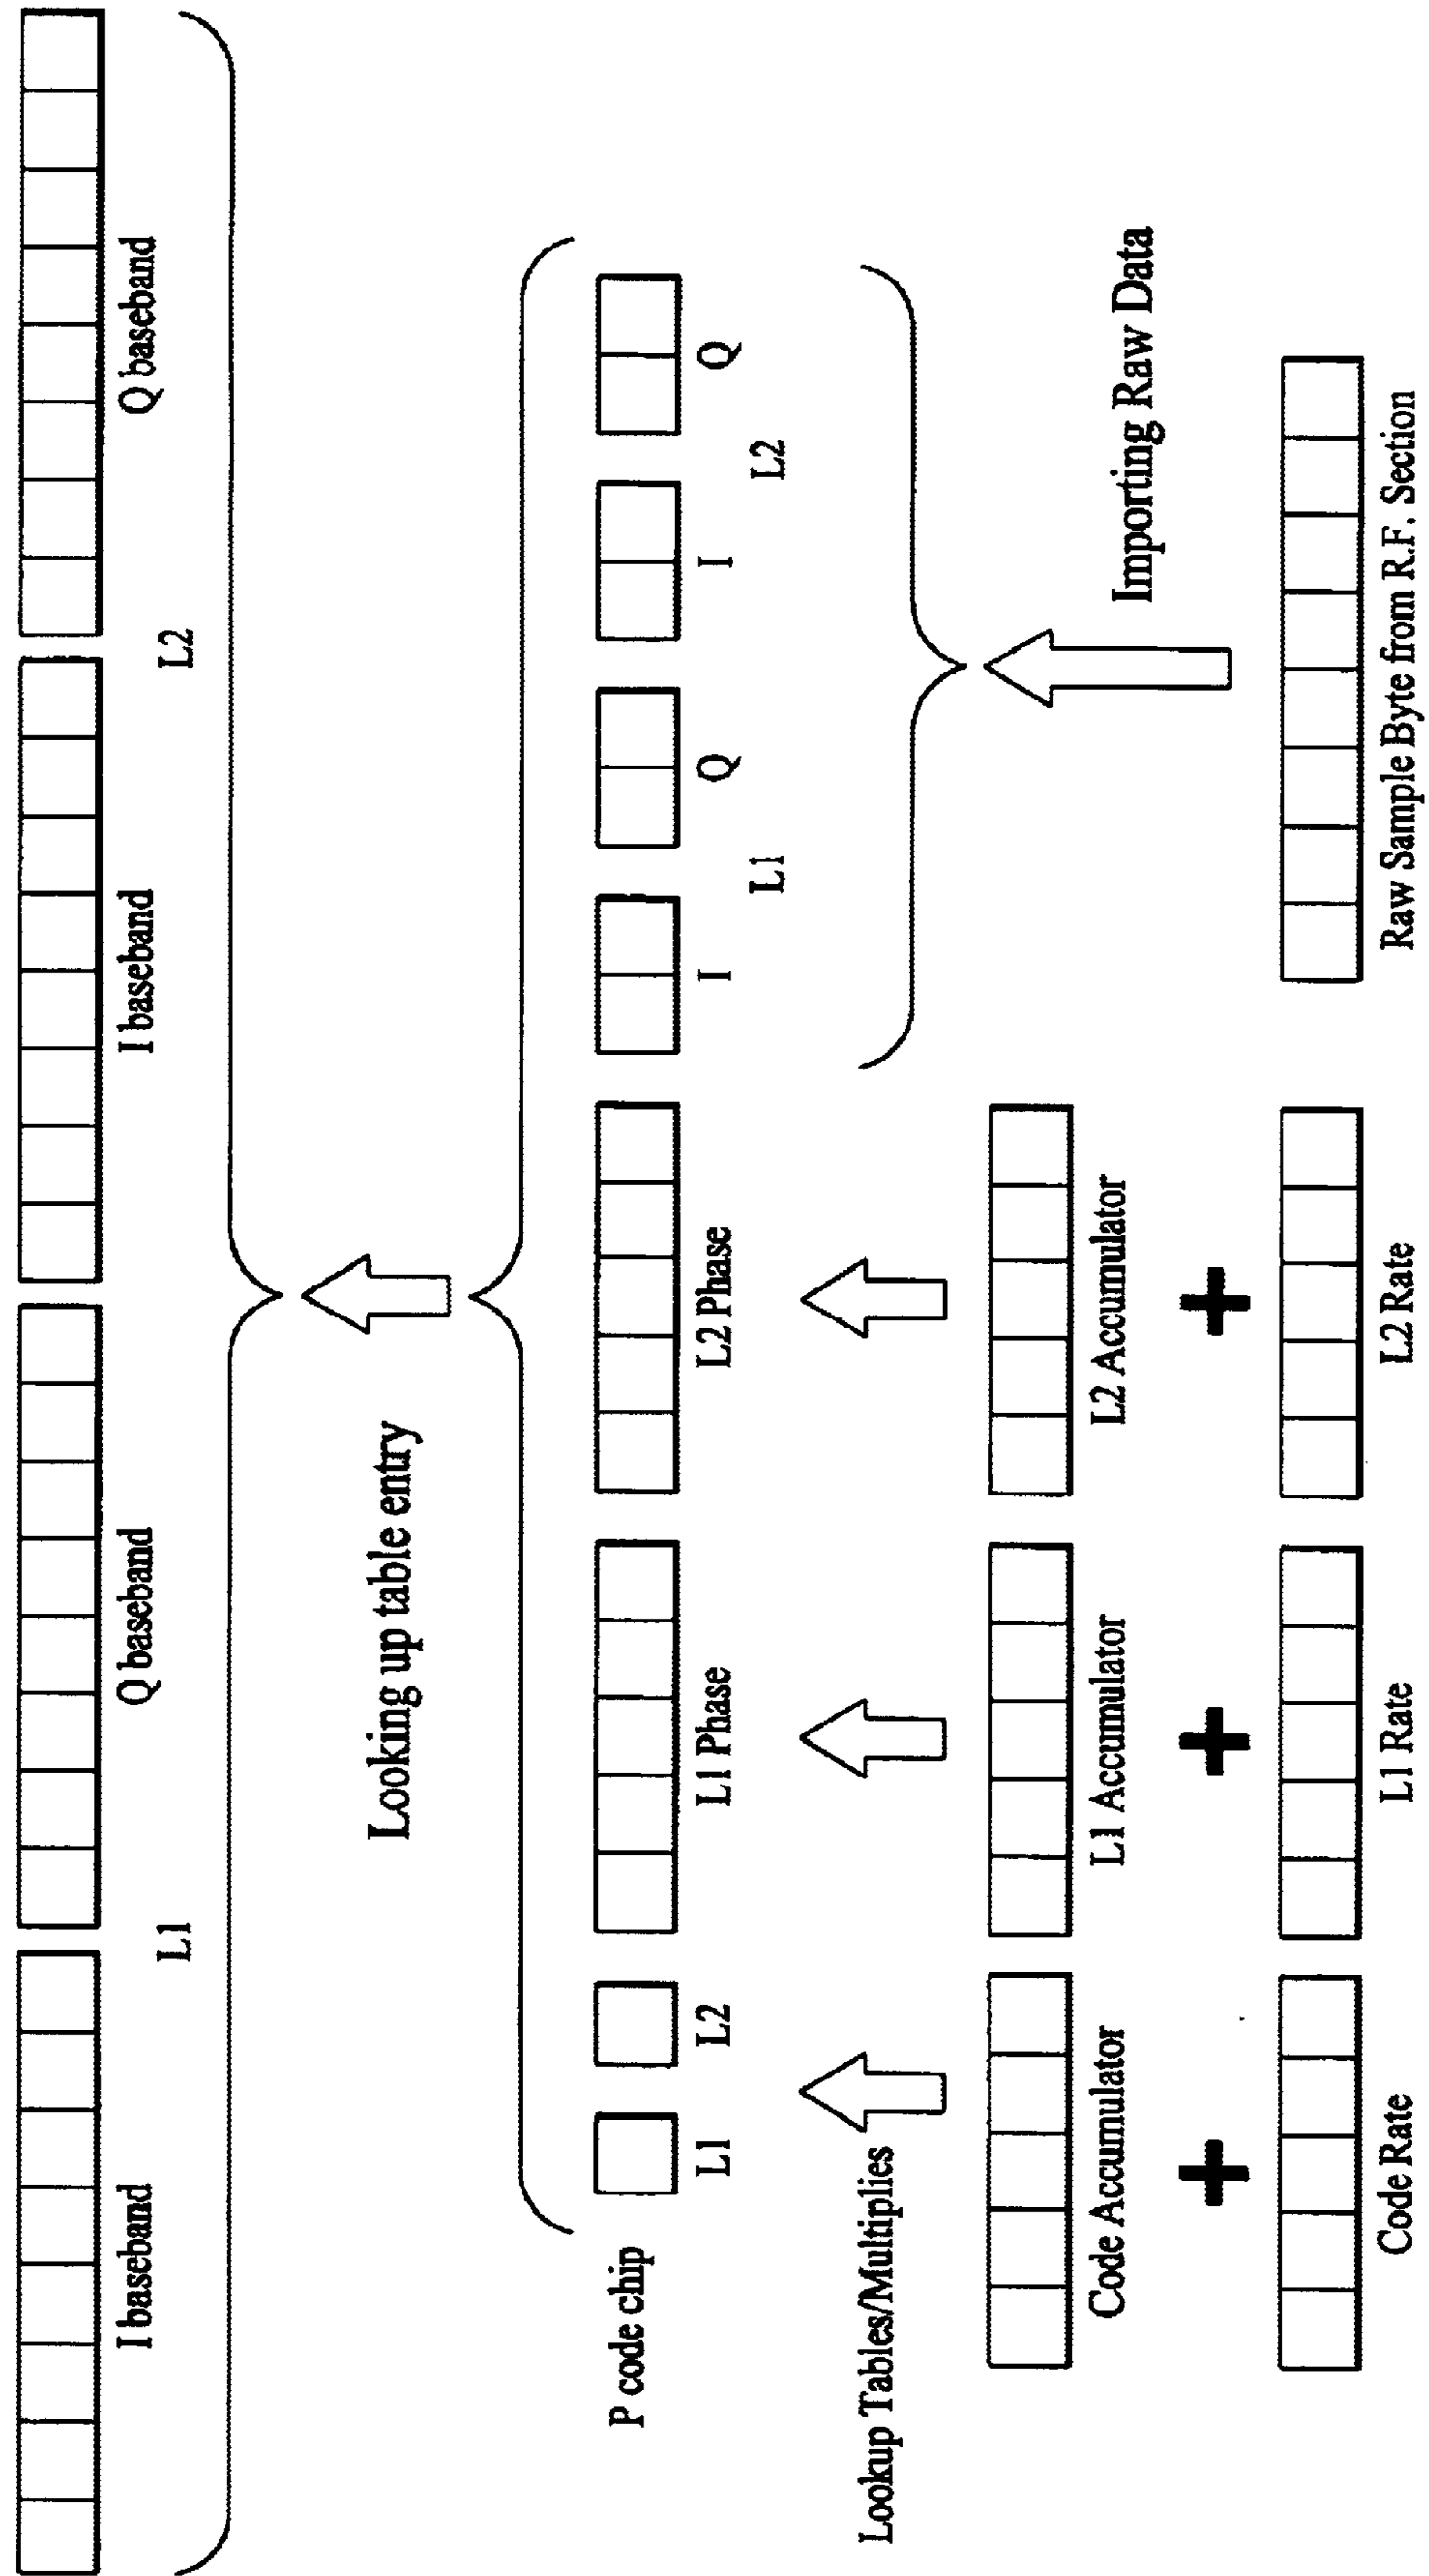 I baseband
Q baseband
I baseband
Q baseband
L1
L2
Looking up table entry
P code chip
L1
L2
L1 Phase
L2 Phase
I
Q
I
Q
L1
L2
Lookup Tables/Multiplies
Code Accumulator
L1 Accumulator
L2 Accumulator
Importing Raw Data
+
+
+
Code Rate
L1 Rate
L2 Rate
Raw Sample Byte from R.F. Section